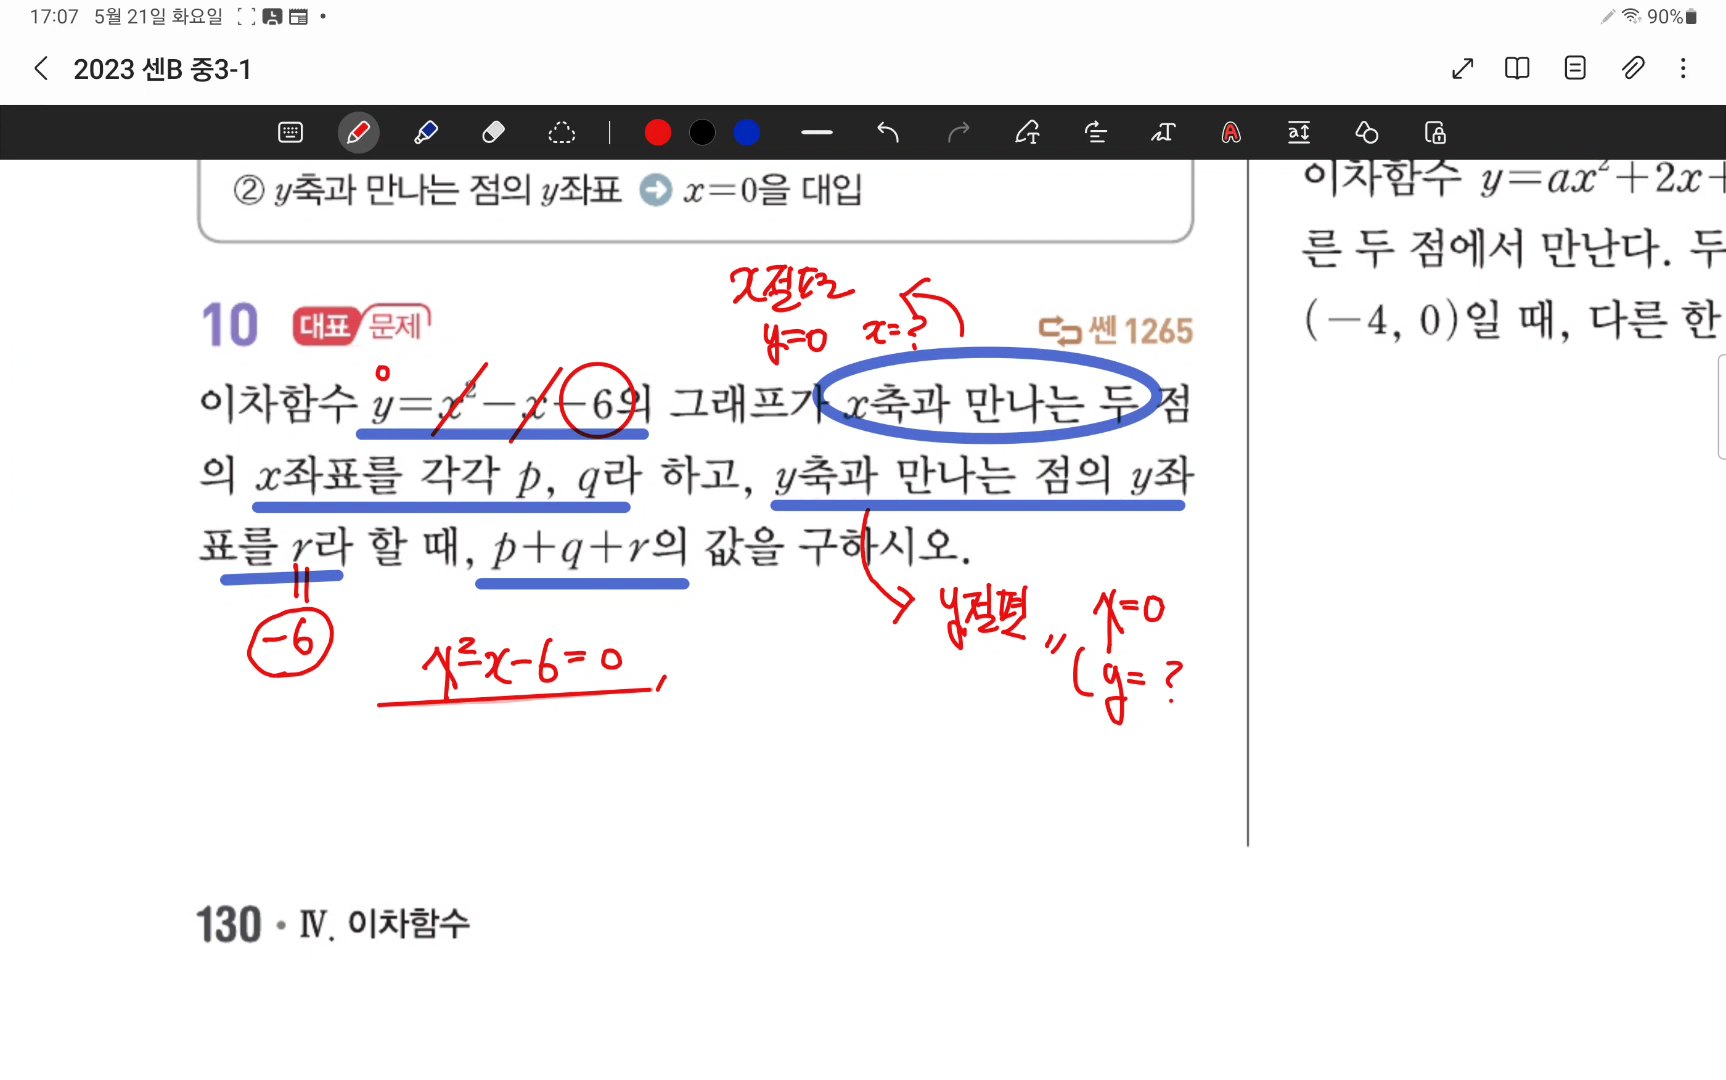 17:07 5월 21일 화요일
90%
2023 쎈B 중3-1
② y축과 만나는 점의 y좌표 ➔ x=0을 대입
이차함수 y=ax²+2x+
른 두 점에서 만난다. 두
(-4, 0)일 때, 다른 한
x절편
y=0 x=?
10 대표 문제 쎈 1265
0
이차함수 y=x²-x-6의 그래프가 x축과 만나는 두 점
의 x좌표를 각각 p, q라 하고, y축과 만나는 점의 y좌
표를 r라 할 때, p+q+r의 값을 구하시오.
-6
x²-x-6=0
y절편 x=0
y=?
130 • Ⅳ. 이차함수